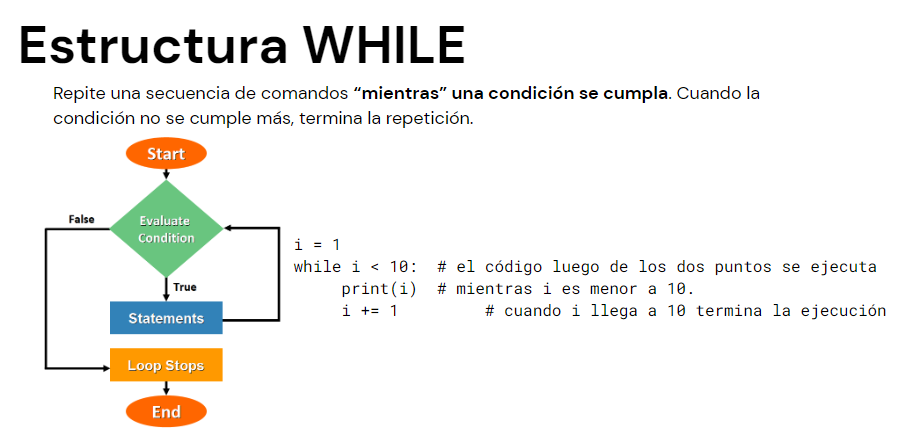 Estructura WHILE
Repite una secuencia de comandos “mientras” una condición se cumpla. Cuando la
condición no se cumple más, termina la repetición.
Start
False
Evaluate
Condition
True
Statements
Loop Stops
End
i = 1
while i < 10:  # el código luego de los dos puntos se ejecuta
     print(i)  # mientras i es menor a 10.
     i += 1         # cuando i llega a 10 termina la ejecución